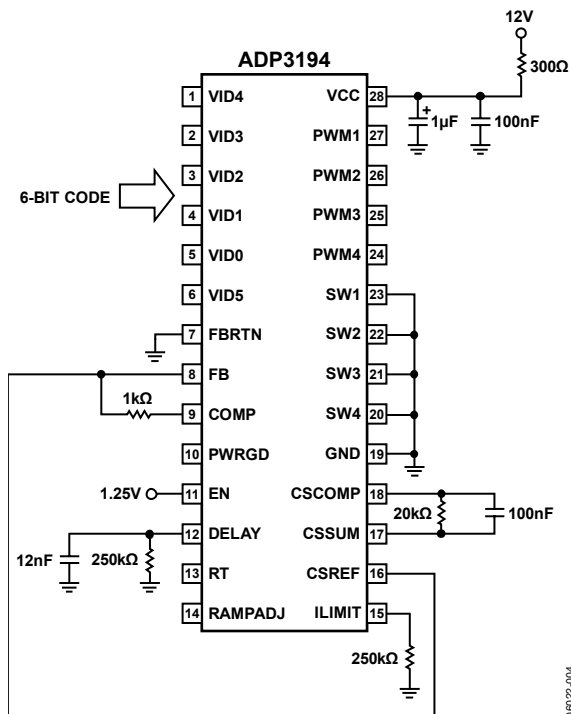 12V
300Ω
ADP3194
1 VID4
2 VID3
3 VID2
4 VID1
5 VID0
6 VID5
7 FBRTN
8 FB
9 COMP
10 PWRGD
11 EN
12 DELAY
13 RT
14 RAMPADJ
VCC 28
PWM1 27
PWM2 26
PWM3 25
PWM4 24
SW1 23
SW2 22
SW3 21
SW4 20
GND 19
CSCOMP 18
CSSUM 17
CSREF 16
ILIMIT 15
6-BIT CODE
1kΩ
1.25V
12nF
250kΩ
+
1µF
100nF
20kΩ
100nF
250kΩ